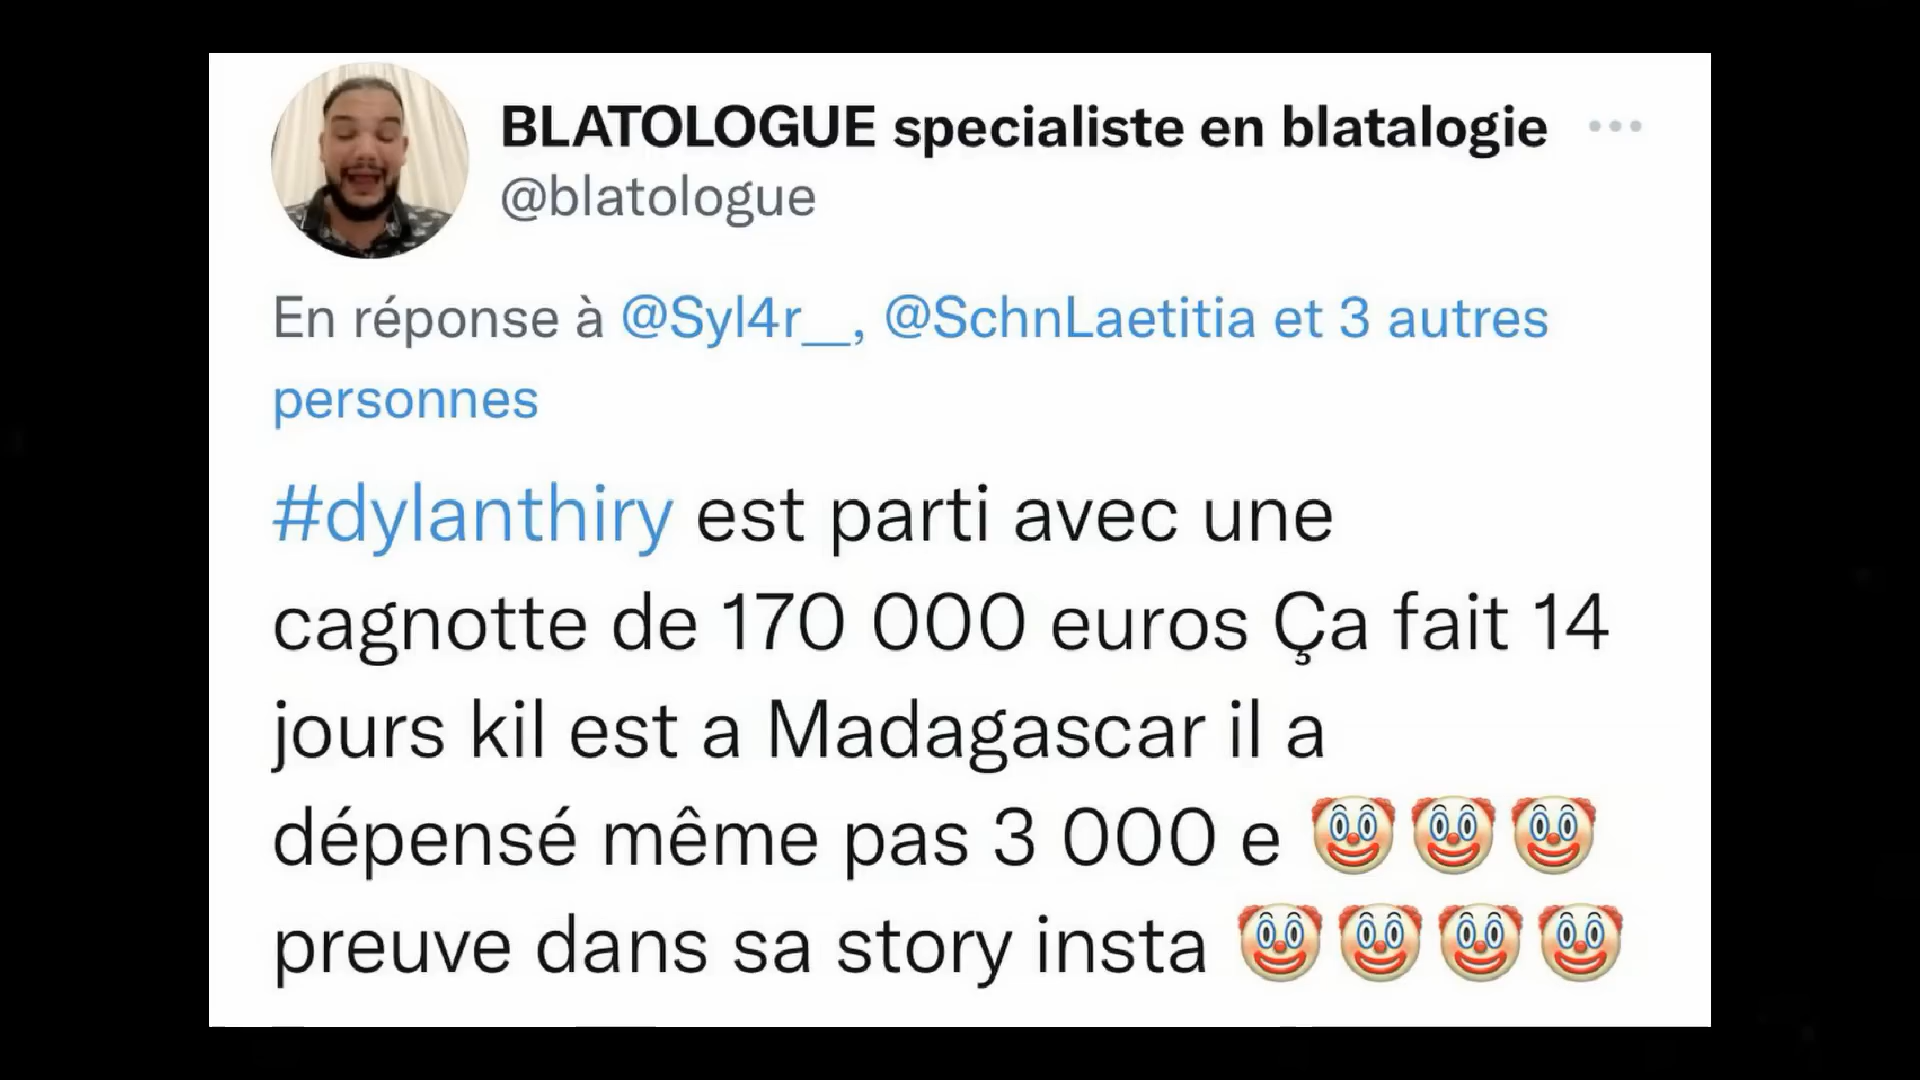 BLATOLOGUE specialiste en blatalogie
@blatologue
En réponse à @Syl4r__, @SchnLaetitia et 3 autres
personnes
#dylanthiry est parti avec une
cagnotte de 170 000 euros Ça fait 14
jours kil est a Madagascar il a
dépensé même pas 3 000 e 🤡🤡🤡
preuve dans sa story insta 🤡🤡🤡🤡